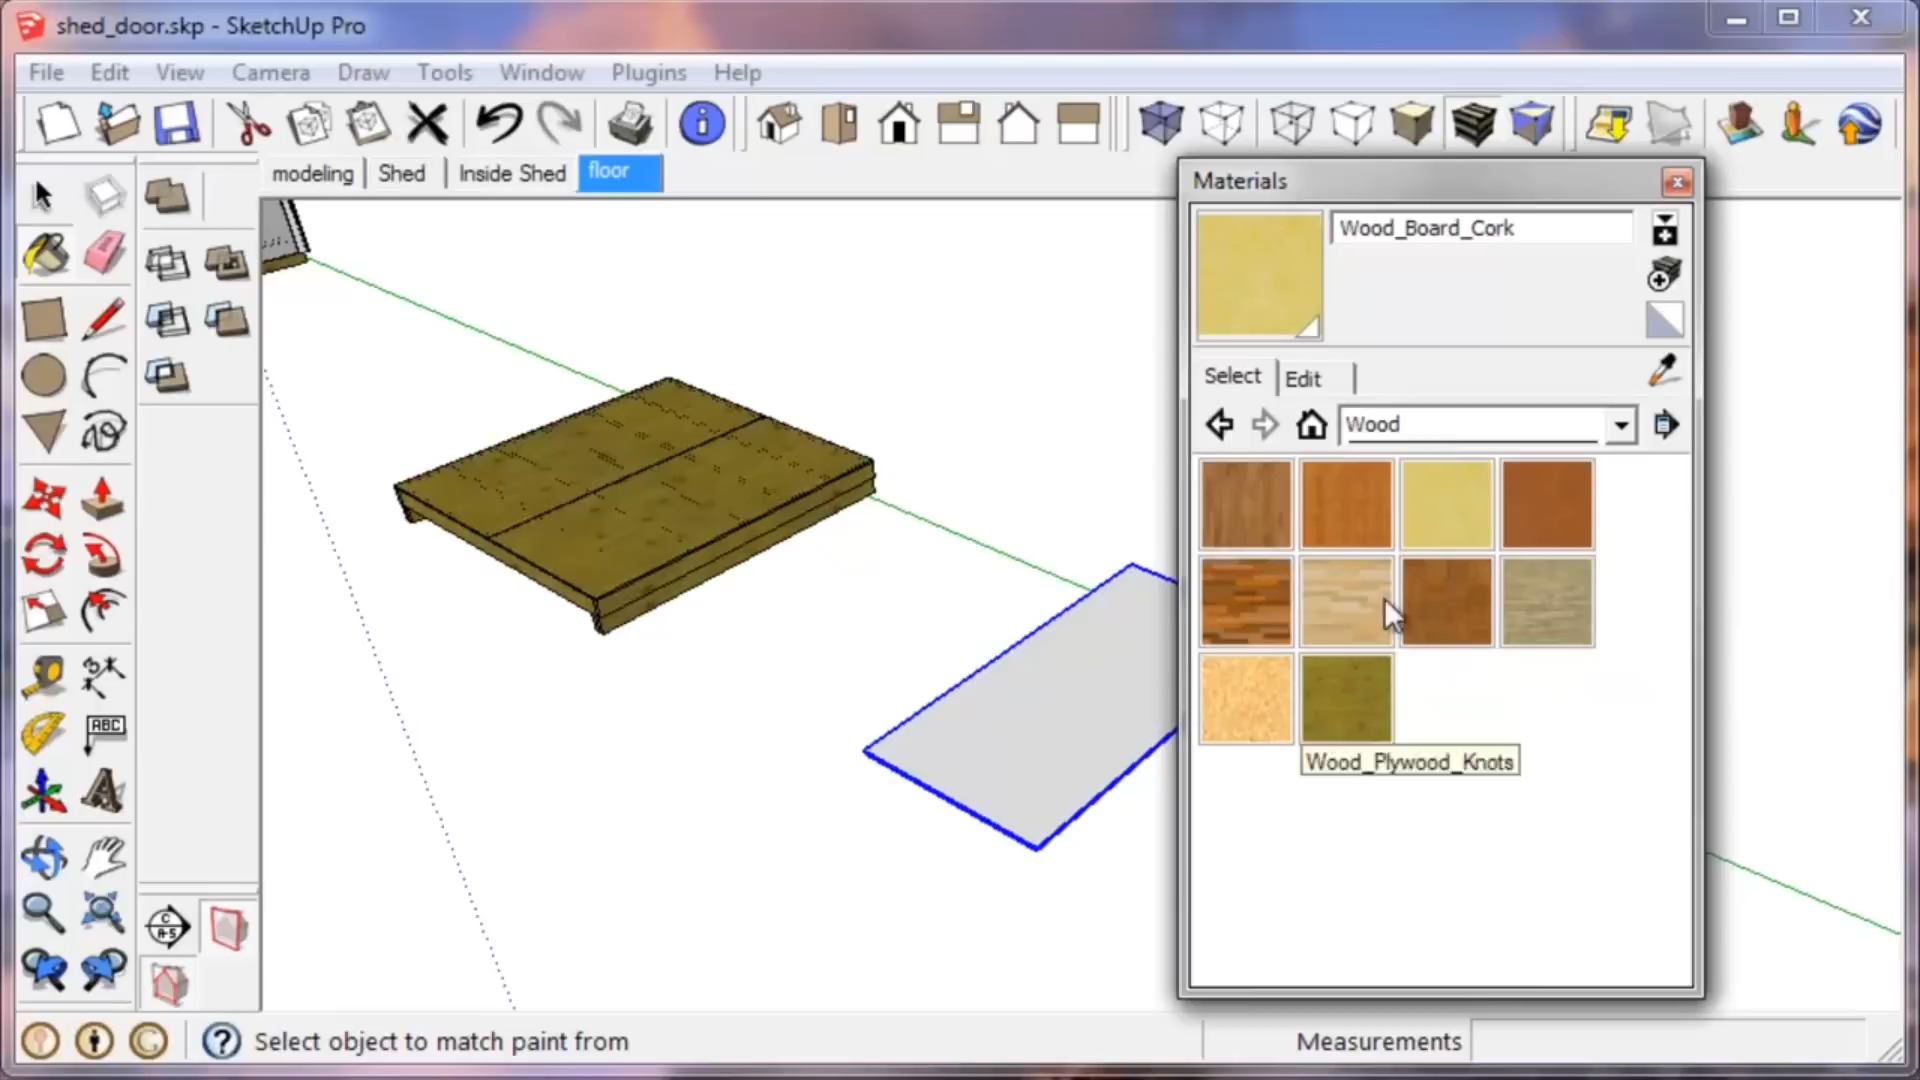 shed_door.skp - SketchUp Pro
File Edit View Camera Draw Tools Window Plugins Help
modeling Shed Inside Shed floor
Materials
Wood_Board_Cork
Select Edit
Wood
Wood_Plywood_Knots
ABC
A
C
A-5
Select object to match paint from
Measurements